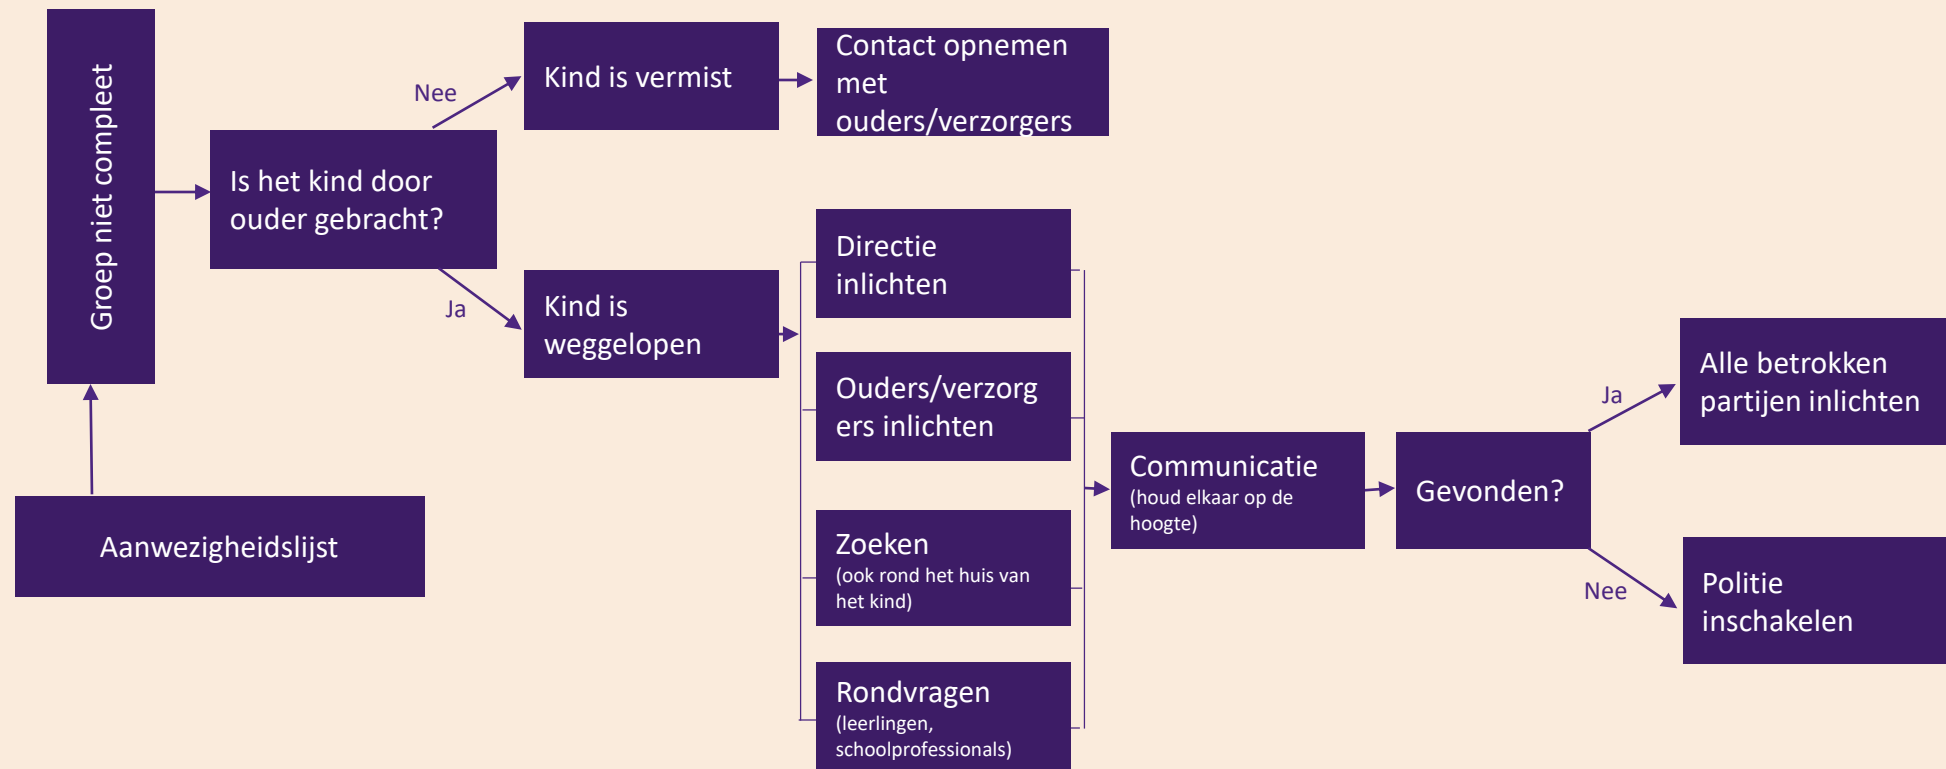 Groep niet compleet
Aanwezigheidslijst
Is het kind door
ouder gebracht?
Nee
Kind is vermist
Contact opnemen
met
ouders/verzorgers
Ja
Kind is
weggelopen
Directie
inlichten
Ouders/verzorg
ers inlichten
Zoeken
(ook rond het huis van
het kind)
Rondvragen
(leerlingen,
schoolprofessionals)
Communicatie
(houd elkaar op de
hoogte)
Gevonden?
Ja
Alle betrokken
partijen inlichten
Nee
Politie
inschakelen